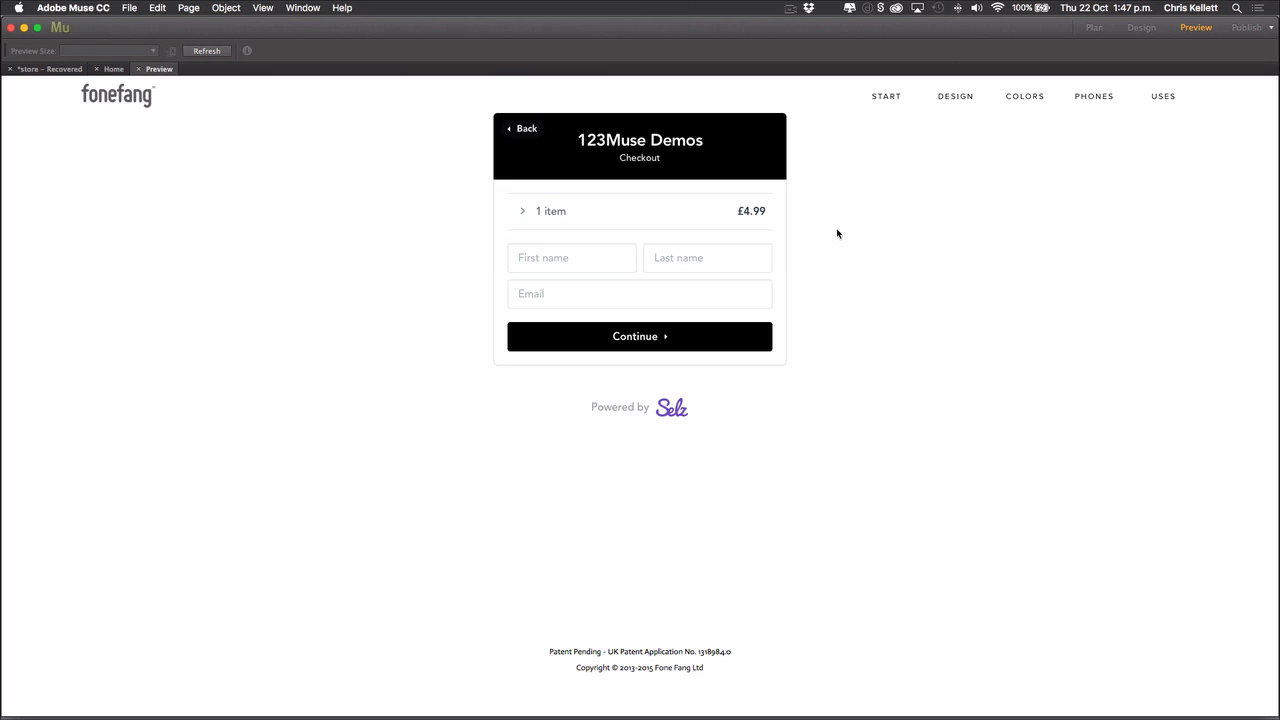 Adobe Muse CC File Edit Page Object View Window Help 100% Thu 22 Oct 1:47 p.m. Chris Kellett
Mu Plan Design Preview Publish
Preview Size: Refresh
*store – Recovered Home Preview
fonefang START DESIGN COLORS PHONES USES
Back
123Muse Demos
Checkout
1 item £4.99
First name Last name
Email
Continue
Powered by Selz
Patent Pending - UK Patent Application No. 1318984.0
Copyright © 2013-2015 Fone Fang Ltd